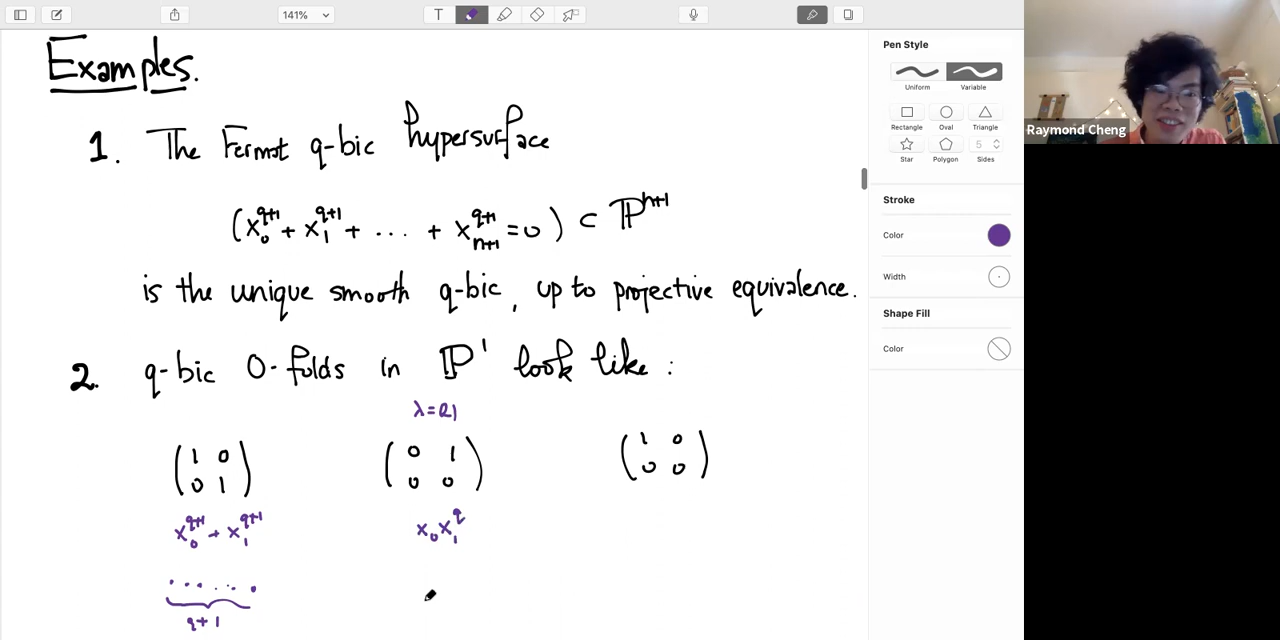 141%
T
Examples.
1. The Fermat q-bic hypersurface
(x_0^{q+1} + x_1^{q+1} + ... + x_{n+1}^{q+1} = 0) ⊂ ℙ^{n+1}
is the unique smooth q-bic, up to projective equivalence.
2. q-bic 0-folds in ℙ^1 look like:
(1 0 0 1) (0 1 0 0) (1 0 0 0)
x_0^{q+1} + x_1^{q+1} x_0 x_1^q
q+1
Pen Style
Uniform Variable
Rectangle Oval Triangle
5
Star Polygon Sides
Stroke
Color
Width
Shape Fill
Color
Raymond Cheng